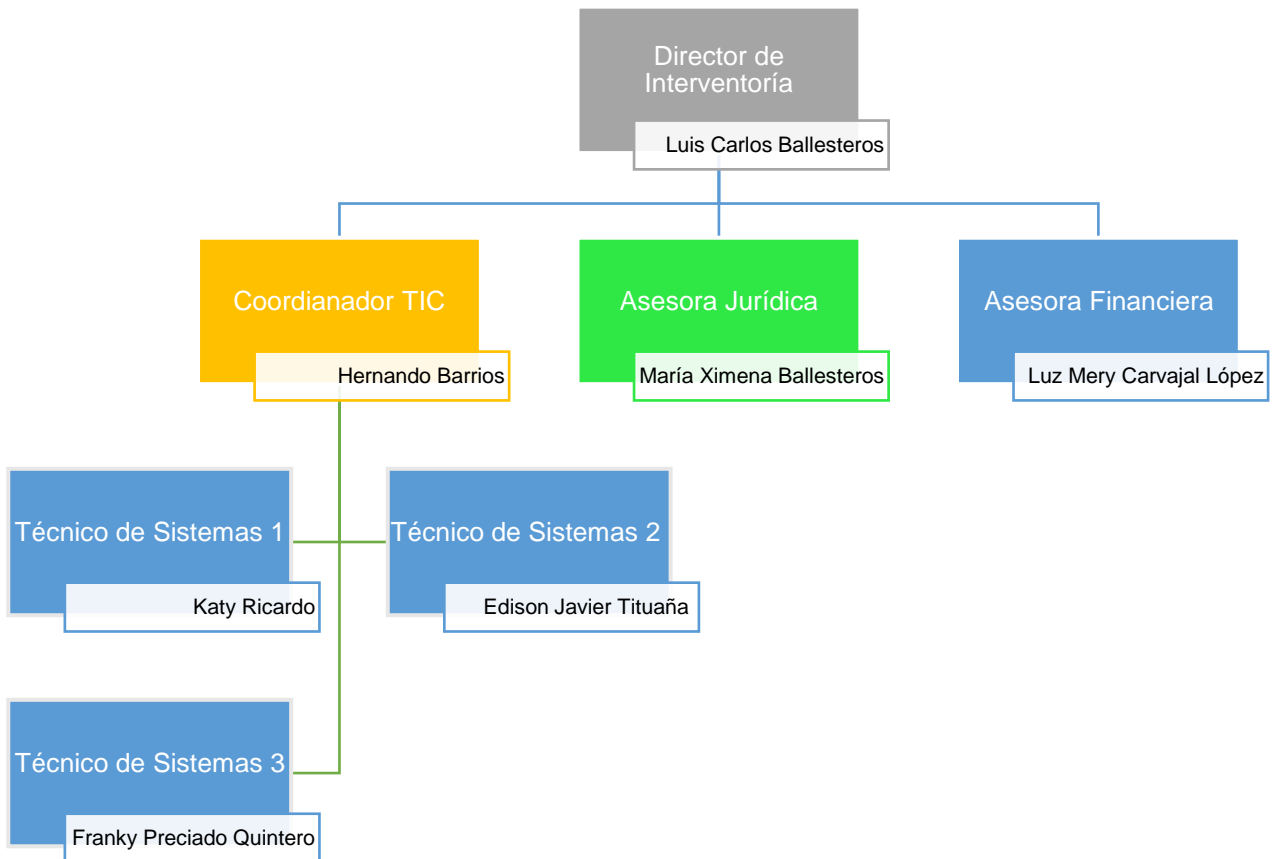 Director de
Interventoría
Luis Carlos Ballesteros
Coordianador TIC
Hernando Barrios
Asesora Jurídica
María Ximena Ballesteros
Asesora Financiera
Luz Mery Carvajal López
Técnico de Sistemas 1
Katy Ricardo
Técnico de Sistemas 2
Edison Javier Tituaña
Técnico de Sistemas 3
Franky Preciado Quintero